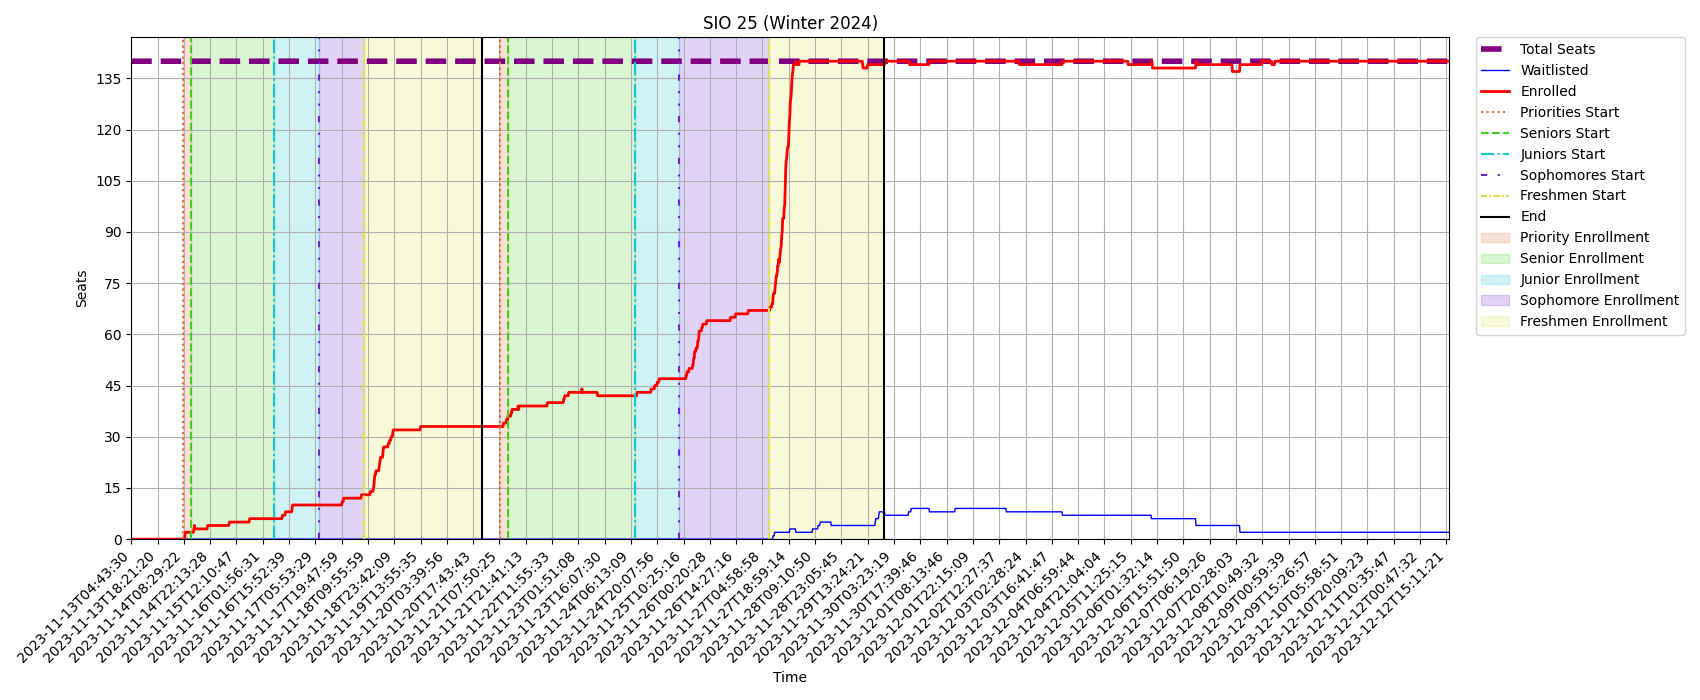 SIO 25 (Winter 2024)
Seats
135
120
105
90
75
60
45
30
15
0
2023-11-13T04:43:30
2023-11-13T18:21:20
2023-11-14T08:29:22
2023-11-14T22:13:28
2023-11-15T12:10:47
2023-11-16T01:56:31
2023-11-16T15:52:39
2023-11-17T05:53:29
2023-11-17T19:47:59
2023-11-18T09:55:59
2023-11-18T23:42:09
2023-11-19T13:55:35
2023-11-20T03:39:56
2023-11-20T17:43:43
2023-11-21T07:50:25
2023-11-21T21:41:13
2023-11-22T11:55:33
2023-11-23T01:51:08
2023-11-23T16:07:30
2023-11-24T06:13:09
2023-11-24T20:07:56
2023-11-25T10:25:16
2023-11-26T00:20:28
2023-11-26T14:27:16
2023-11-27T04:58:58
2023-11-27T18:59:14
2023-11-28T09:10:50
2023-11-28T23:05:45
2023-11-29T13:24:21
2023-11-30T03:23:19
2023-11-30T17:39:46
2023-12-01T08:13:46
2023-12-01T22:15:09
2023-12-02T12:27:37
2023-12-03T02:28:24
2023-12-03T16:41:47
2023-12-04T06:59:44
2023-12-04T21:04:04
2023-12-05T11:25:15
2023-12-06T01:32:14
2023-12-06T15:51:50
2023-12-07T06:19:26
2023-12-07T20:28:03
2023-12-08T10:49:32
2023-12-09T00:59:39
2023-12-09T15:26:57
2023-12-10T05:58:51
2023-12-10T20:09:23
2023-12-11T10:35:47
2023-12-12T00:47:32
2023-12-12T15:11:21
Time
Total Seats
Waitlisted
Enrolled
Priorities Start
Seniors Start
Juniors Start
Sophomores Start
Freshmen Start
End
Priority Enrollment
Senior Enrollment
Junior Enrollment
Sophomore Enrollment
Freshmen Enrollment